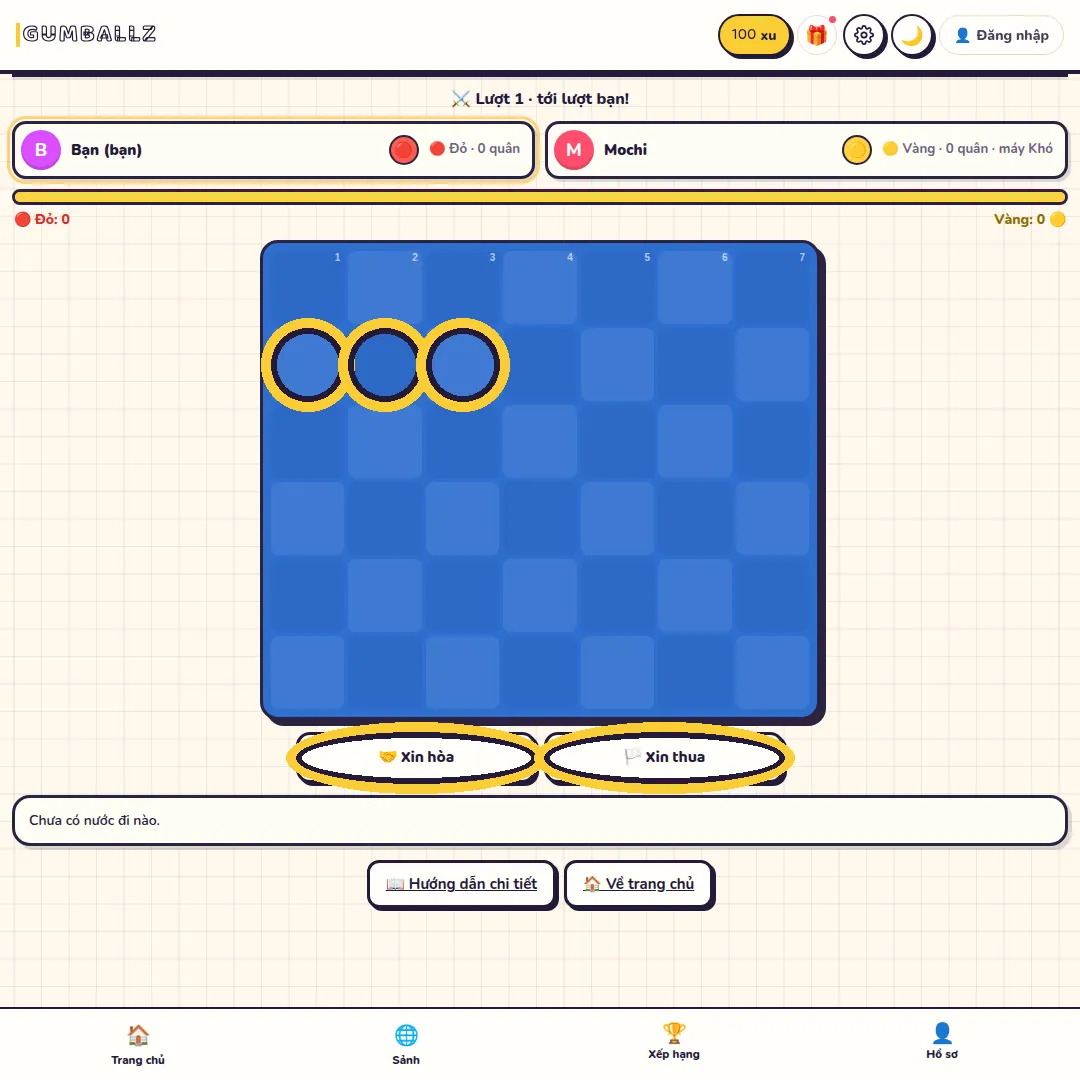 GUMBALLZ
100 xu
Đăng nhập
Lượt 1 · tới lượt bạn!
B
Bạn (bạn)
Đỏ · 0 quân
M
Mochi
Vàng · 0 quân · máy Khó
Đỏ: 0
Vàng: 0
1 2 3 4 5 6 7
Xin hòa
Xin thua
Chưa có nước đi nào.
Hướng dẫn chi tiết
Về trang chủ
Trang chủ
Sảnh
Xếp hạng
Hồ sơ